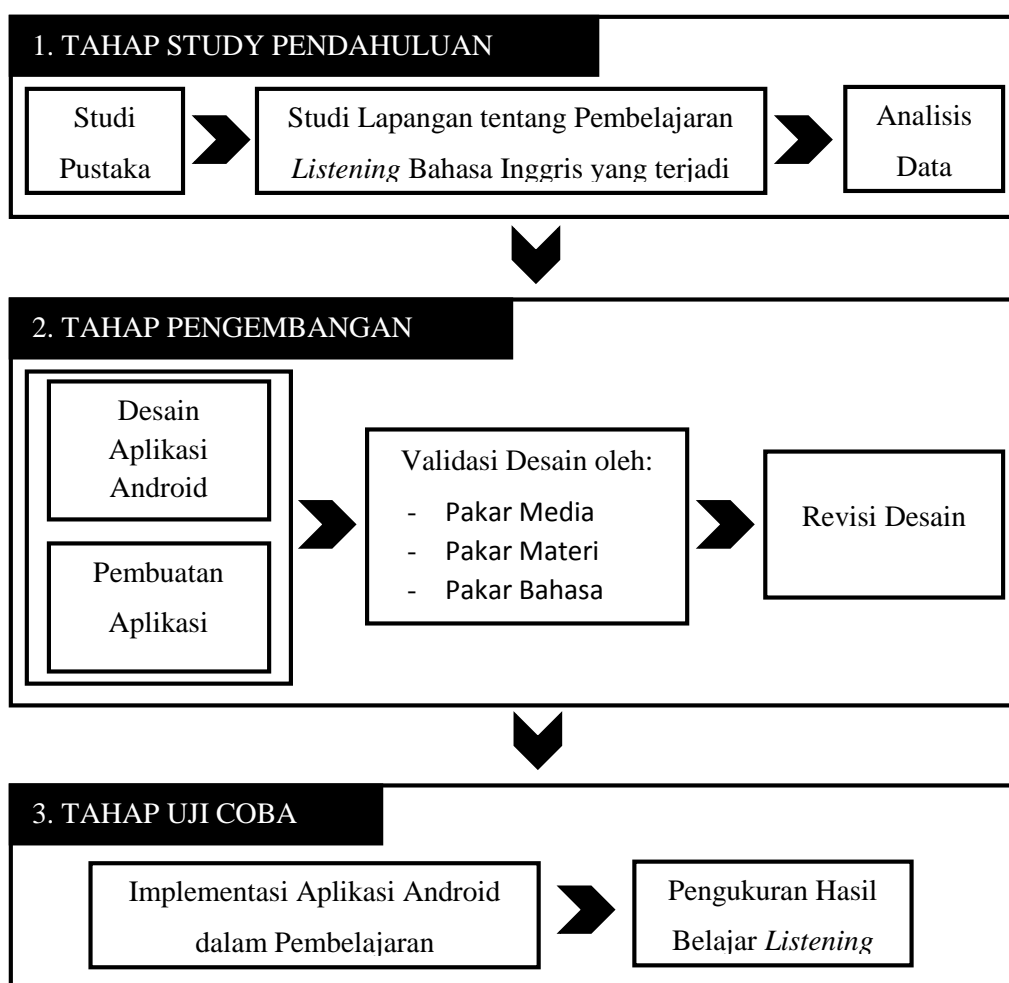 1. TAHAP STUDY PENDAHULUAN
Studi
Pustaka
Studi Lapangan tentang Pembelajaran
Listening Bahasa Inggris yang terjadi
Analisis
Data
2. TAHAP PENGEMBANGAN
Desain
Aplikasi
Android
Pembuatan
Aplikasi
Validasi Desain oleh:
- Pakar Media
- Pakar Materi
- Pakar Bahasa
Revisi Desain
3. TAHAP UJI COBA
Implementasi Aplikasi Android
dalam Pembelajaran
Pengukuran Hasil
Belajar Listening